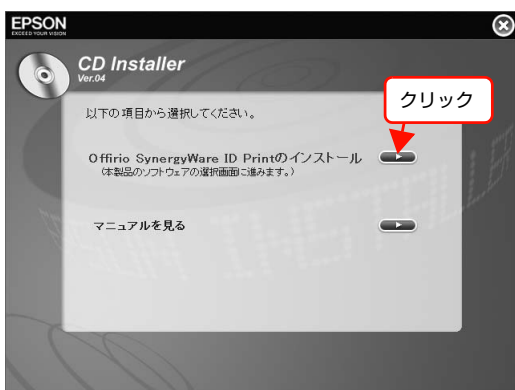 EPSON
EXCEED YOUR VISION
CD Installer
Ver.04
クリック
以下の項目から選択してください。
Offirio SynergyWare ID Printのインストール
(本製品のソフトウェアの選択画面に進みます。)
マニュアルを見る